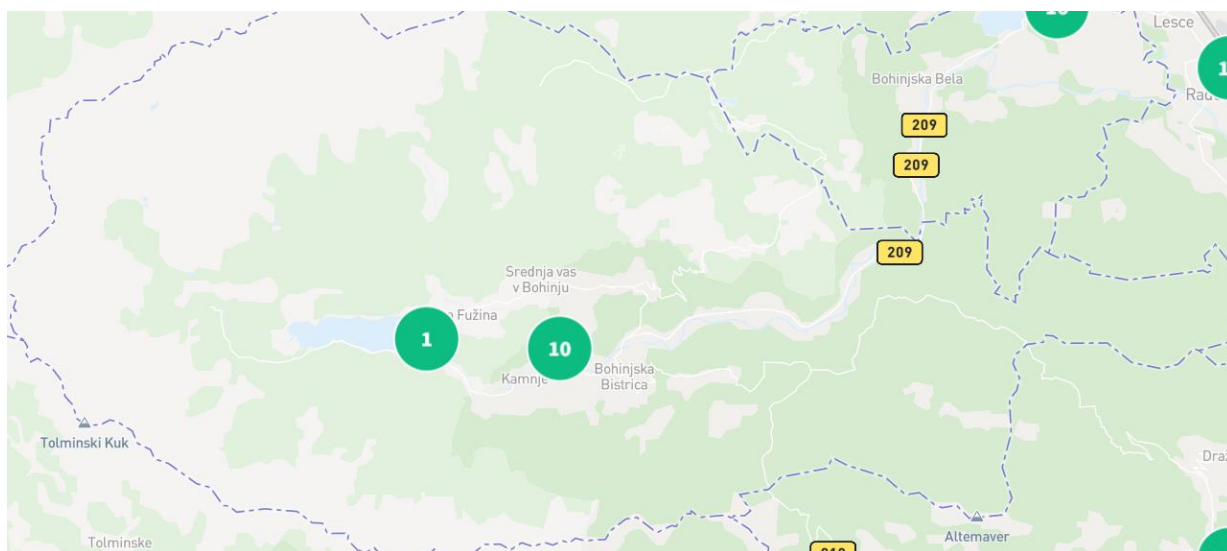 Lesce
Bohinjska Bela
209
209
209
Srednja vas
v Bohinju
Fužina
1
10
Kamnje
Bohinjska
Bistrica
Tolminski Kuk
Altemaver
Tolminske